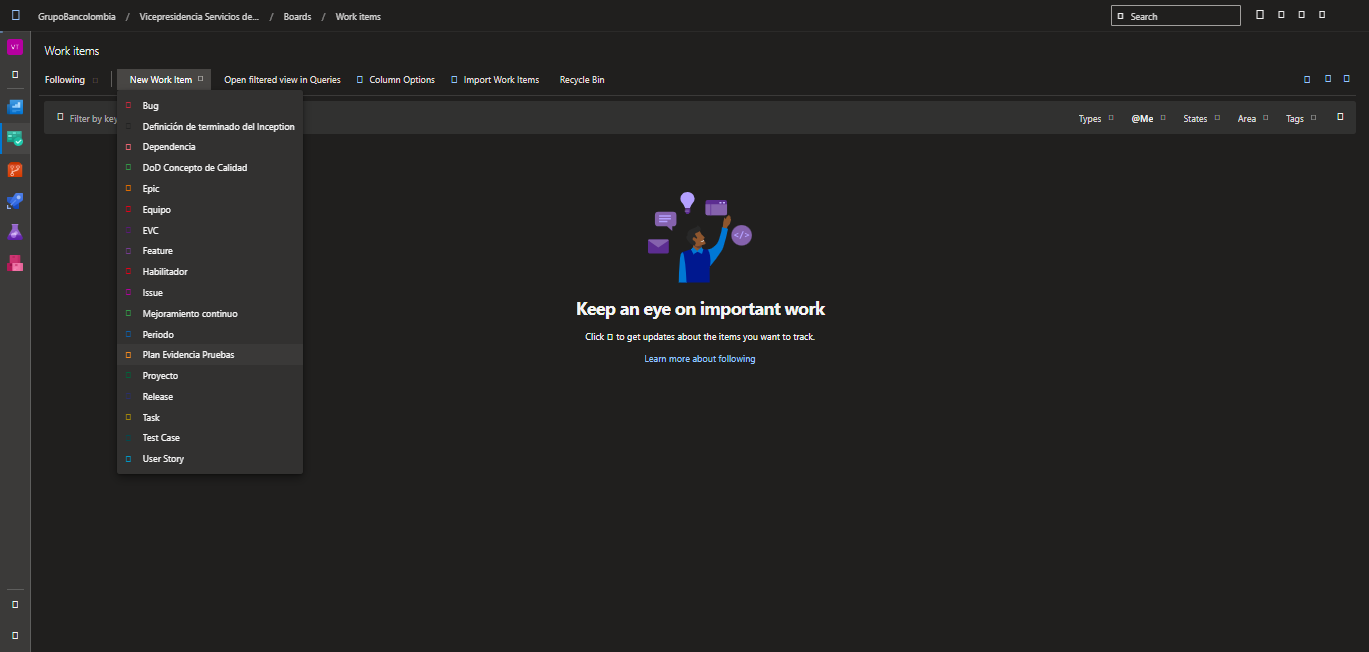 GrupoBancolombia / Vicepresidencia Servicios de... / Boards / Work items
Search
VT
Work items
Following
New Work Item
Open filtered view in Queries
Column Options
Import Work Items
Recycle Bin
Filter by key
Types
@Me
States
Area
Tags
Bug
Definición de terminado del Inception
Dependencia
DoD Concepto de Calidad
Epic
Equipo
EVC
Feature
Habilitador
Issue
Mejoramiento continuo
Periodo
Plan Evidencia Pruebas
Proyecto
Release
Task
Test Case
User Story
</>
Keep an eye on important work
Click to get updates about the items you want to track.
Learn more about following